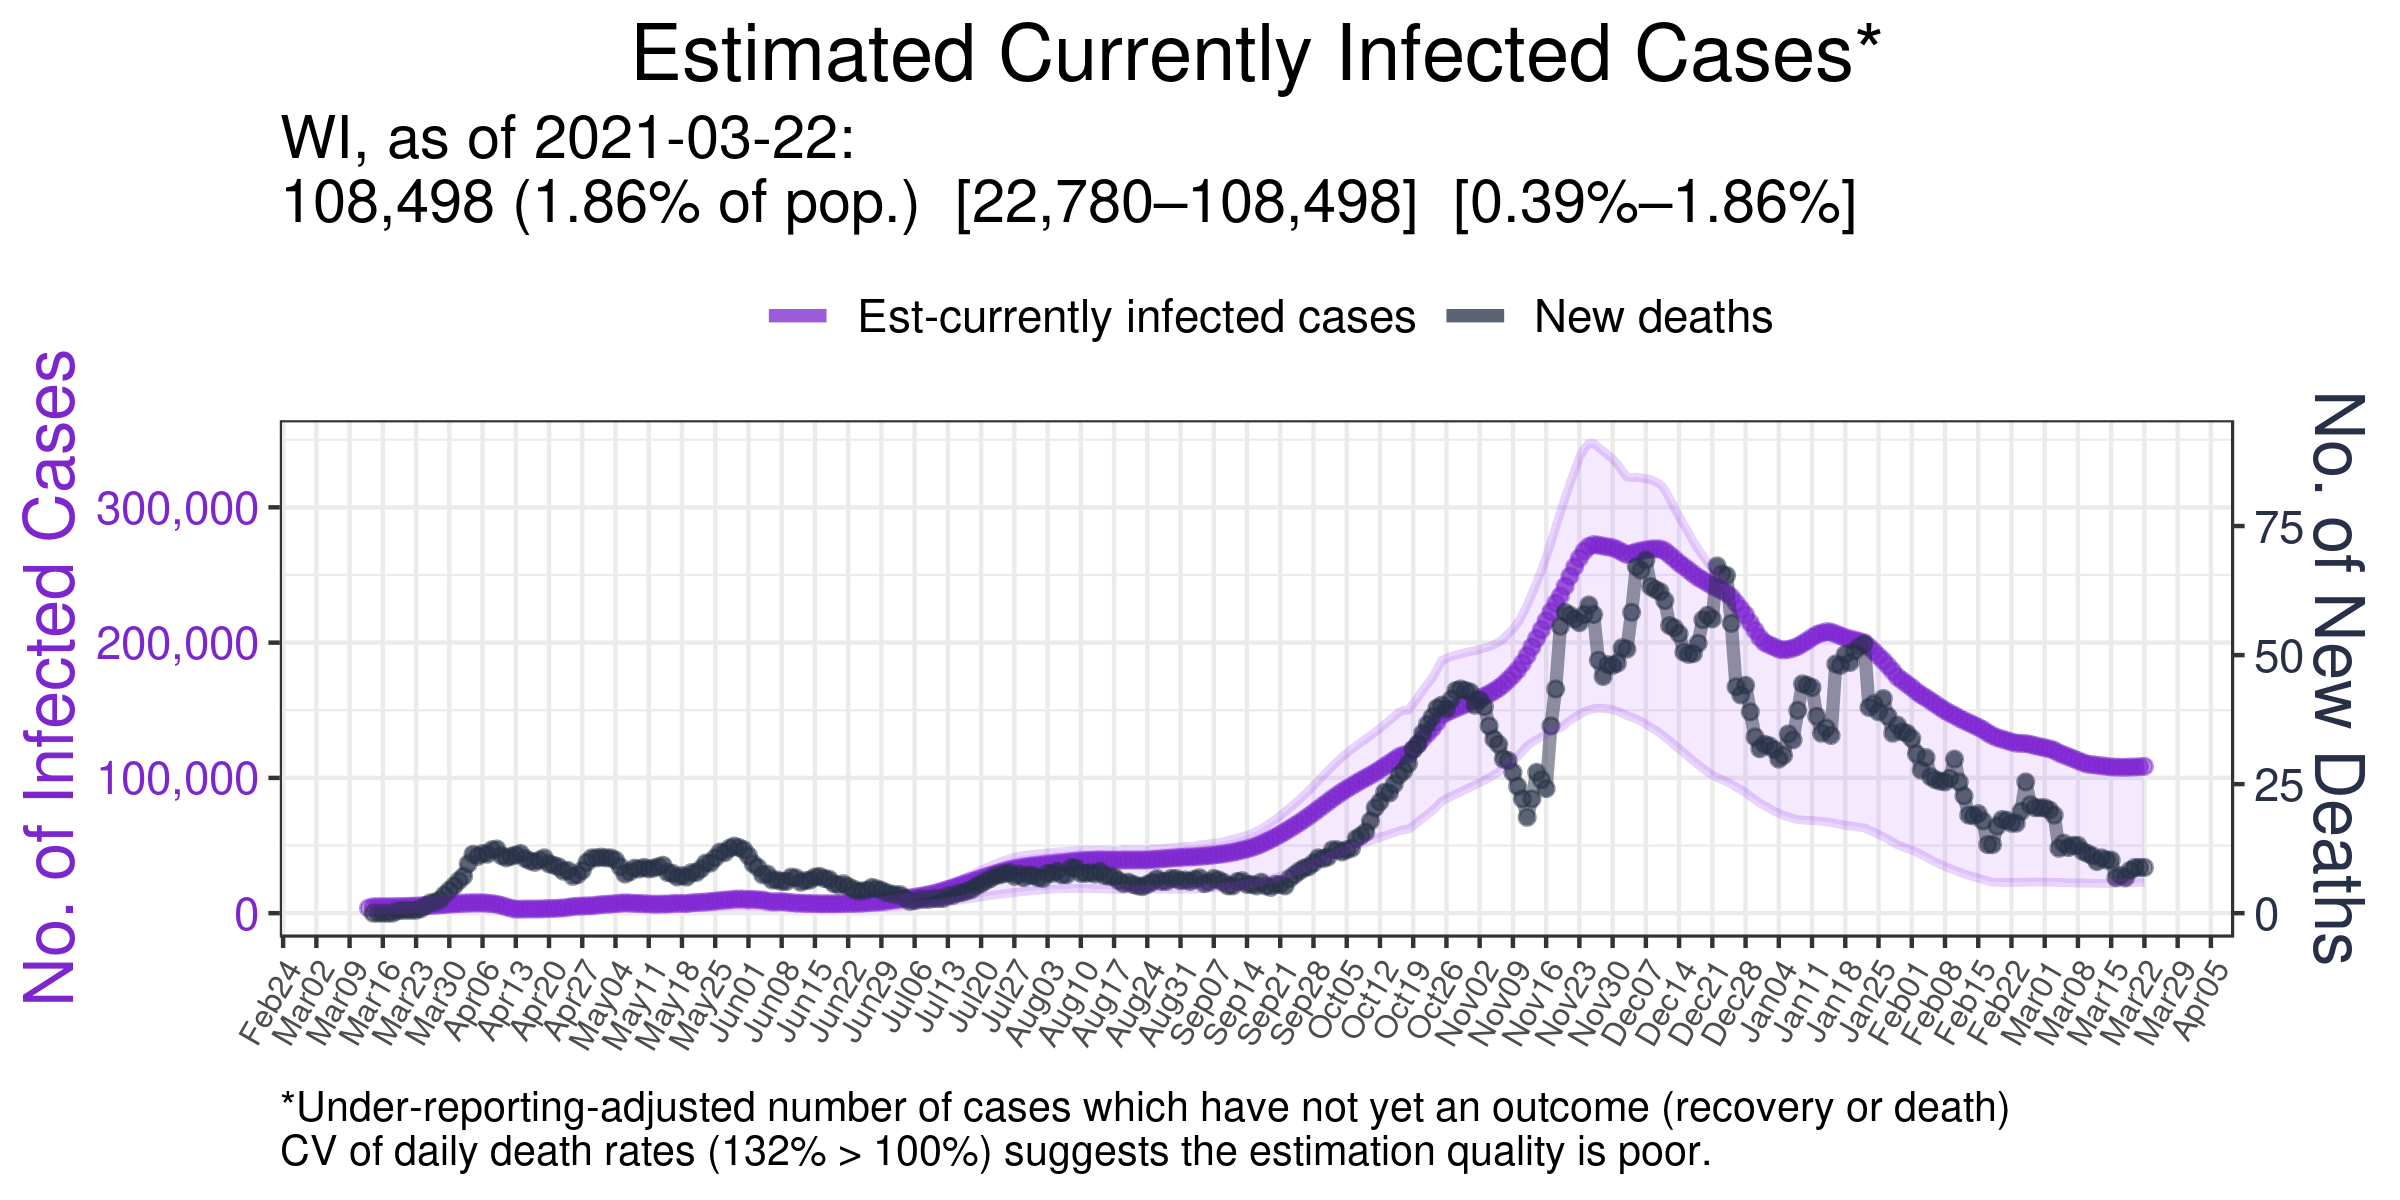 Estimated Currently Infected Cases*
WI, as of 2021-03-22:
108,498 (1.86% of pop.)  [22,780–108,498]  [0.39%–1.86%]
Est-currently infected cases
New deaths
No. of Infected Cases
300,000
200,000
100,000
0
75
50
25
0
No. of New Deaths
Feb24
Mar02
Mar09
Mar16
Mar23
Mar30
Apr06
Apr13
Apr20
Apr27
May04
May11
May18
May25
Jun01
Jun08
Jun15
Jun22
Jun29
Jul06
Jul13
Jul20
Jul27
Aug03
Aug10
Aug17
Aug24
Aug31
Sep07
Sep14
Sep21
Sep28
Oct05
Oct12
Oct19
Oct26
Nov02
Nov09
Nov16
Nov23
Nov30
Dec07
Dec14
Dec21
Dec28
Jan04
Jan11
Jan18
Jan25
Feb01
Feb08
Feb15
Feb22
Mar01
Mar08
Mar15
Mar22
Mar29
Apr05
*Under-reporting-adjusted number of cases which have not yet an outcome (recovery or death)
CV of daily death rates (132% > 100%) suggests the estimation quality is poor.